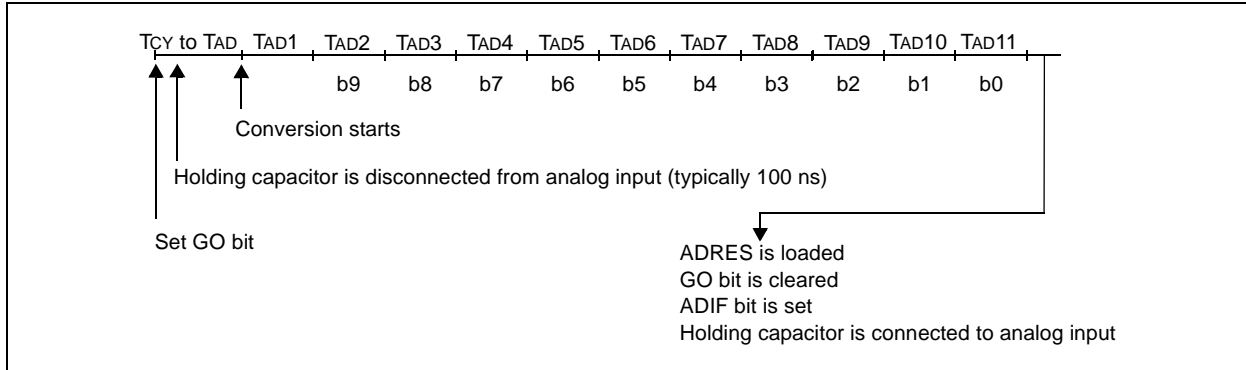 TCY to TAD TAD1 TAD2 TAD3 TAD4 TAD5 TAD6 TAD7 TAD8 TAD9 TAD10 TAD11
b9 b8 b7 b6 b5 b4 b3 b2 b1 b0
Conversion starts
Holding capacitor is disconnected from analog input (typically 100 ns)
Set GO bit
ADRES is loaded
GO bit is cleared
ADIF bit is set
Holding capacitor is connected to analog input